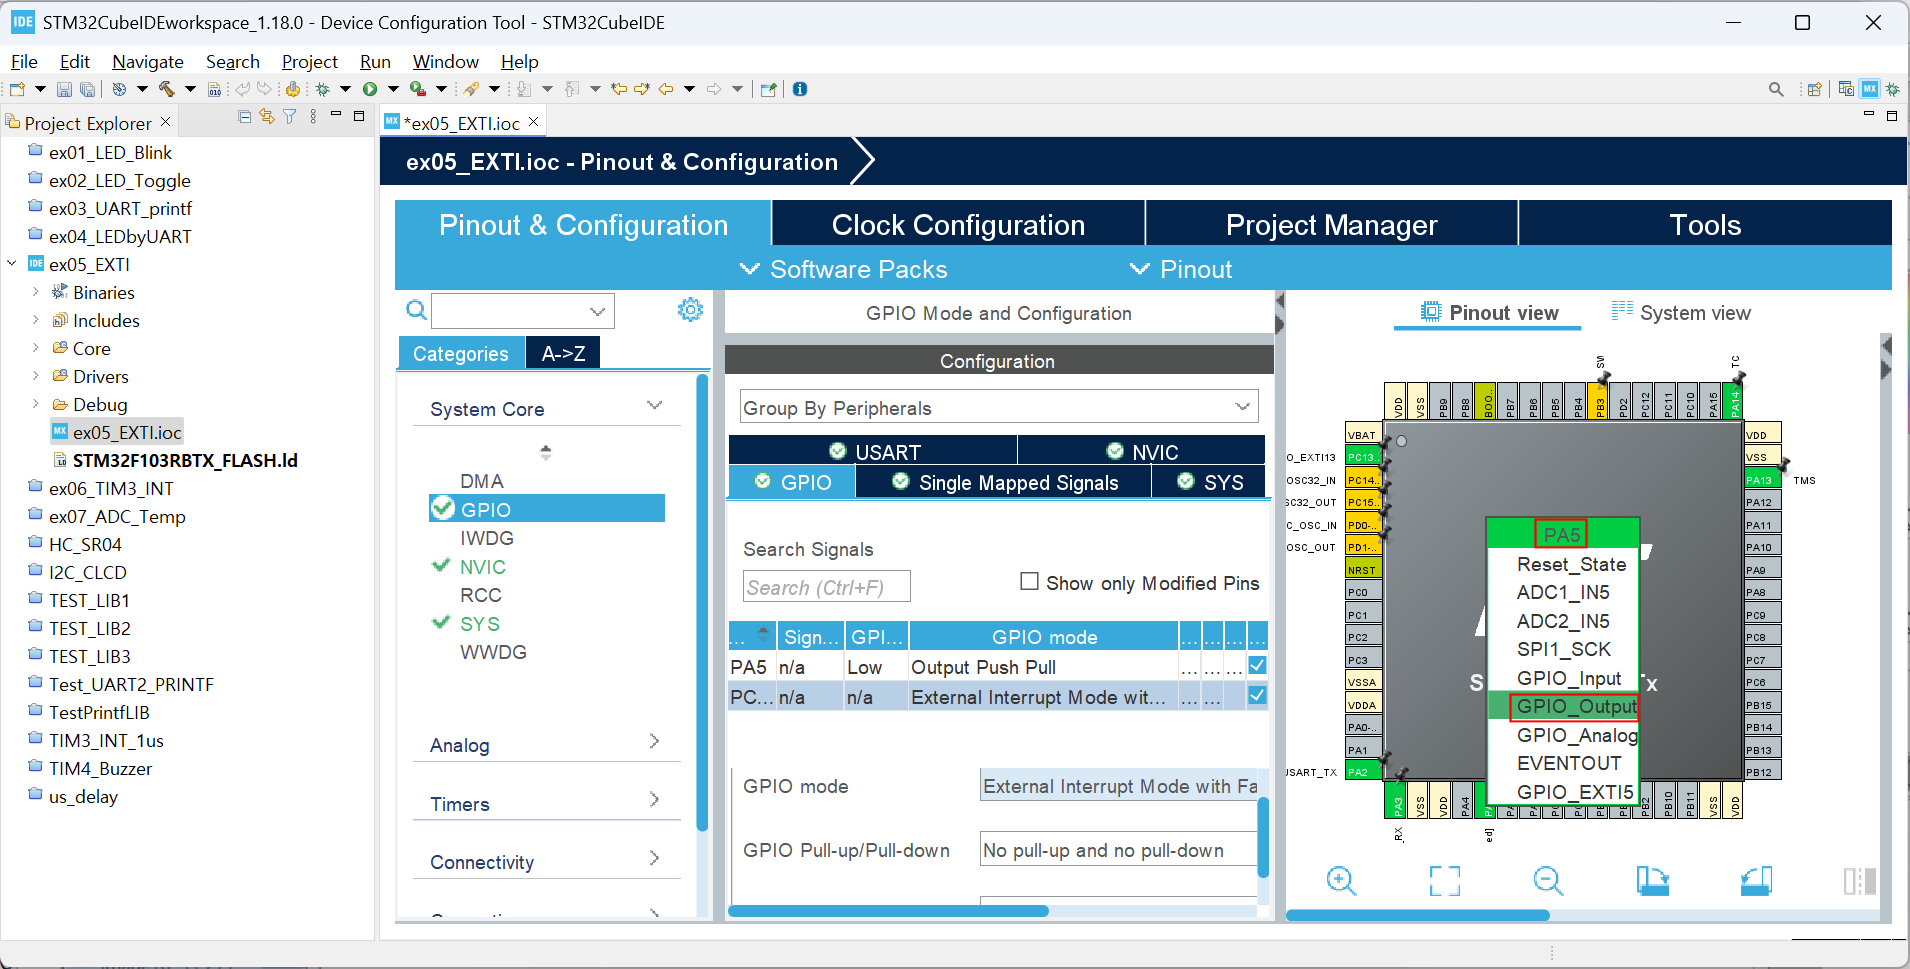 IDE STM32CubeIDEworkspace_1.18.0 - Device Configuration Tool - STM32CubeIDE
File Edit Navigate Search Project Run Window Help
Project Explorer
ex01_LED_Blink
ex02_LED_Toggle
ex03_UART_printf
ex04_LEDbyUART
IDE ex05_EXTI
Binaries
Includes
Core
Drivers
Debug
MX ex05_EXTI.ioc
STM32F103RBTX_FLASH.ld
ex06_TIM3_INT
ex07_ADC_Temp
HC_SR04
I2C_CLCD
TEST_LIB1
TEST_LIB2
TEST_LIB3
Test_UART2_PRINTF
TestPrintfLIB
TIM3_INT_1us
TIM4_Buzzer
us_delay
MX *ex05_EXTI.ioc
ex05_EXTI.ioc - Pinout & Configuration
Pinout & Configuration
Clock Configuration
Project Manager
Tools
Software Packs
Pinout
Categories
A->Z
System Core
DMA
GPIO
IWDG
NVIC
RCC
SYS
WWDG
Analog
Timers
Connectivity
GPIO Mode and Configuration
Configuration
Group By Peripherals
USART
NVIC
GPIO
Single Mapped Signals
SYS
Search Signals
Search (Ctrl+F)
Show only Modified Pins
... Sign... GPI... GPIO mode ... ... ... ...
PA5 n/a Low Output Push Pull ... ... ...
PC... n/a n/a External Interrupt Mode wit... ... ...
GPIO mode
External Interrupt Mode with Fa
GPIO Pull-up/Pull-down
No pull-up and no pull-down
Pinout view
System view
SW
TC
VDD
VSS
PB9
PB8
BOO..
PB7
PB6
PB5
PB4
PB3
PD2
PC12
PC11
PC10
PA15
PA14
VBAT
O_EXTI13 PC13..
OSC32_IN PC14..
SC32_OUT PC15..
C_OSC_IN PD0-..
OSC_OUT PD1-..
NRST
PC0
PC1
PC2
PC3
VSSA
VDDA
PA0-..
PA1
USART_TX PA2
VDD
VSS
PA13 TMS
PA12
PA11
PA10
PA9
PA8
PC9
PC8
PC7
PC6
PB15
PB14
PB13
PB12
PA5
Reset_State
ADC1_IN5
ADC2_IN5
SPI1_SCK
GPIO_Input
GPIO_Output
GPIO_Analog
EVENTOUT
GPIO_EXTI5
S
Tx
PA3
VSS
VDD
PA4
PB2
PB10
PB11
VSS
VDD
_RX
ed]